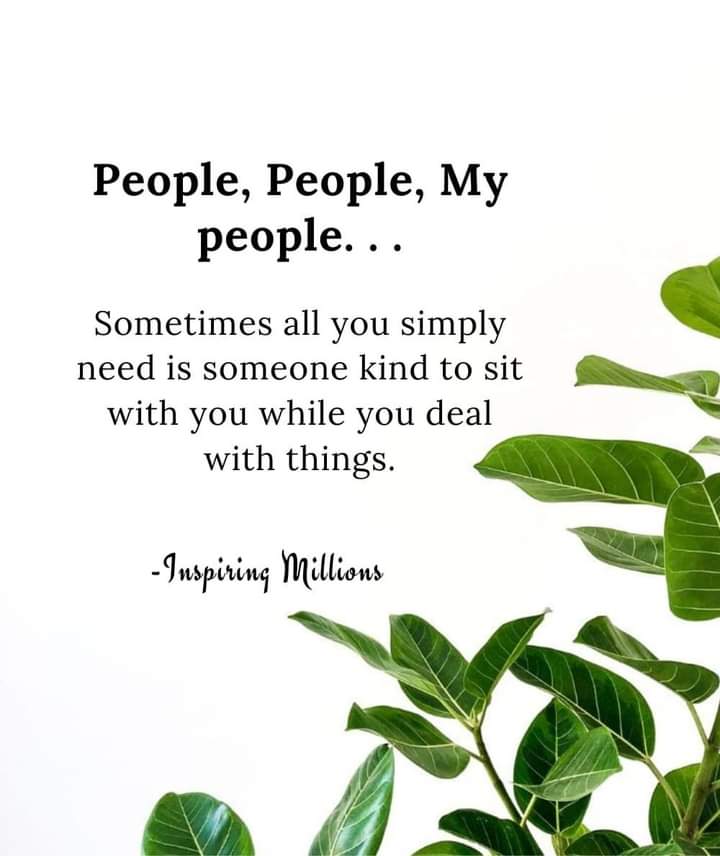 People, People, My
people. . .
Sometimes all you simply
need is someone kind to sit
with you while you deal
with things.
-Inspiring Millions